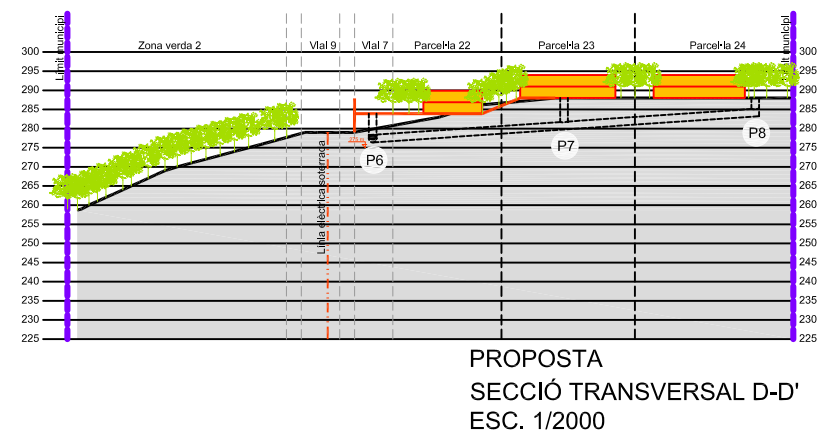 Límit municipi
Zona verda 2
Vial 9
Vial 7
Parcel·la 22
Parcel·la 23
Parcel·la 24
Límit municipi
300
300
295
295
290
290
285
285
280
280
275
275
270
270
265
265
260
260
255
255
250
250
245
245
240
240
235
235
230
230
225
225
Línia elèctrica soterrada
P6
P7
P8
PROPOSTA
SECCIÓ TRANSVERSAL D-D'
ESC. 1/2000